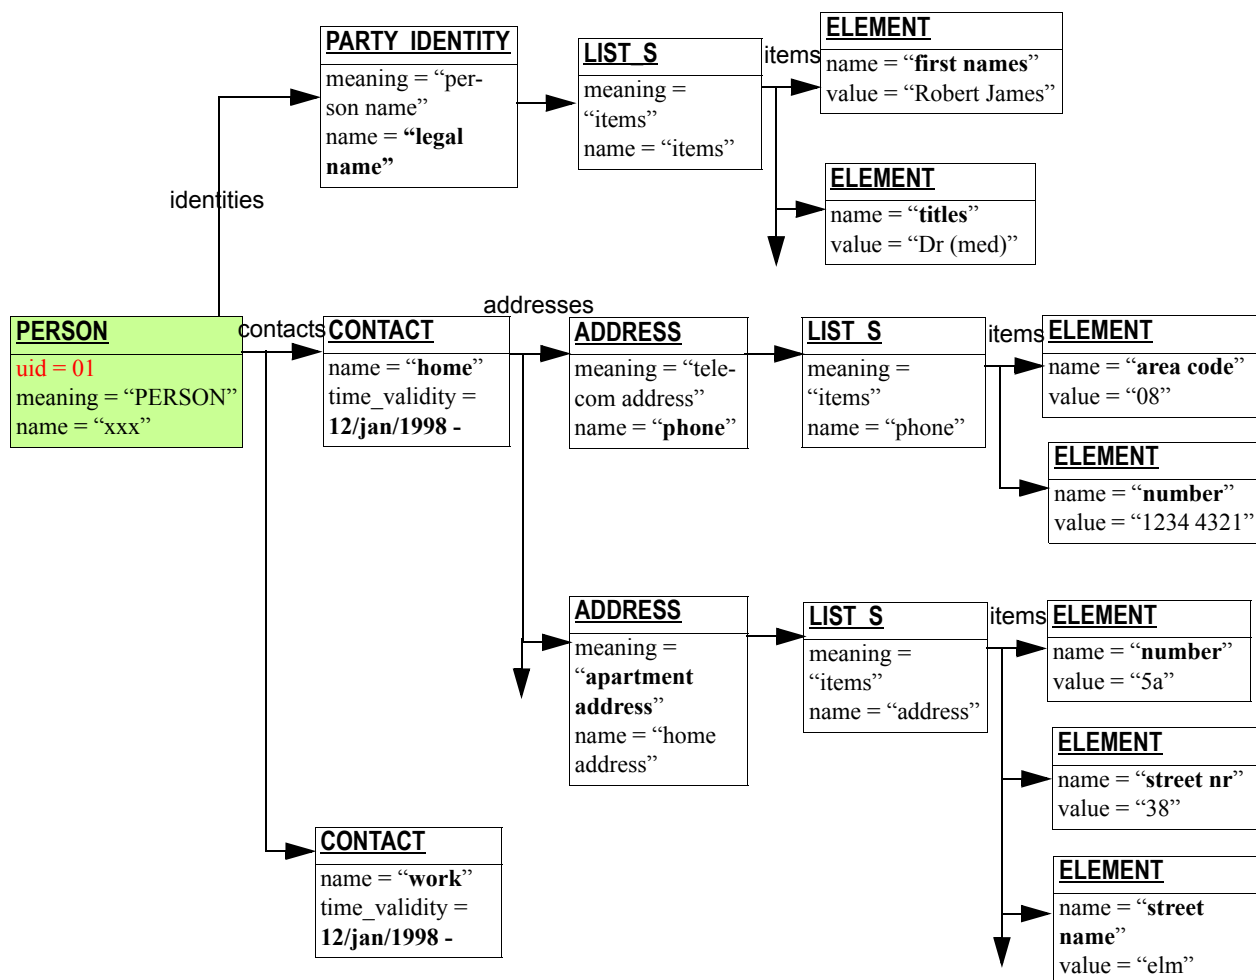 PARTY_IDENTITY
meaning = “per-
son name”
name = “legal
name”
LIST_S
meaning =
“items”
name = “items”
items
ELEMENT
name = “first names”
value = “Robert James”
ELEMENT
name = “titles”
value = “Dr (med)”
identities
PERSON
uid = 01
meaning = “PERSON”
name = “xxx”
contacts
CONTACT
name = “home”
time_validity =
12/jan/1998 -
addresses
ADDRESS
meaning = “tele-
com address”
name = “phone”
LIST_S
meaning =
“items”
name = “phone”
items
ELEMENT
name = “area code”
value = “08”
ELEMENT
name = “number”
value = “1234 4321”
ADDRESS
meaning =
“apartment
address”
name = “home
address”
LIST_S
meaning =
“items”
name = “address”
items
ELEMENT
name = “number”
value = “5a”
ELEMENT
name = “street nr”
value = “38”
ELEMENT
name = “street
name”
value = “elm”
CONTACT
name = “work”
time_validity =
12/jan/1998 -